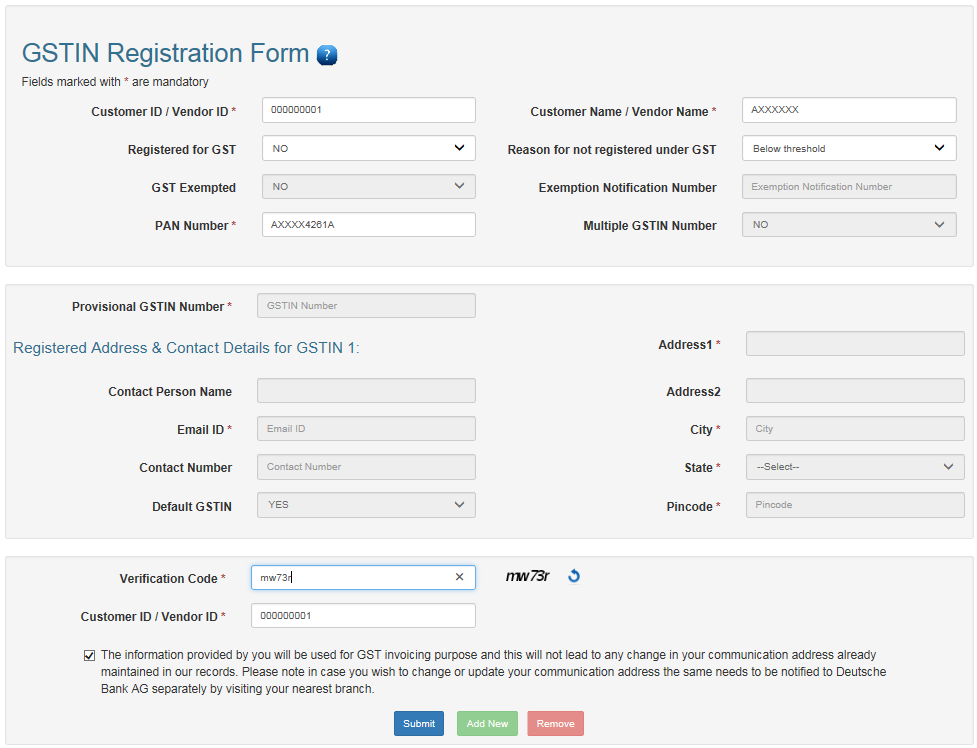 GSTIN Registration Form ?
Fields marked with * are mandatory
Customer ID / Vendor ID * 000000001 Customer Name / Vendor Name * AXXXXXX
Registered for GST NO Reason for not registered under GST Below threshold
GST Exempted NO Exemption Notification Number Exemption Notification Number
PAN Number * AXXXX4261A Multiple GSTIN Number NO
Provisional GSTIN Number * GSTIN Number
Registered Address & Contact Details for GSTIN 1: Address1 *
Contact Person Name Address2
Email ID * Email ID City * City
Contact Number Contact Number State * --Select--
Default GSTIN YES Pincode * Pincode
Verification Code * mw73r mw73r
Customer ID / Vendor ID * 000000001
The information provided by you will be used for GST invoicing purpose and this will not lead to any change in your communication address already
maintained in our records. Please note in case you wish to change or update your communication address the same needs to be notified to Deutsche
Bank AG separately by visiting your nearest branch.
Submit Add New Remove